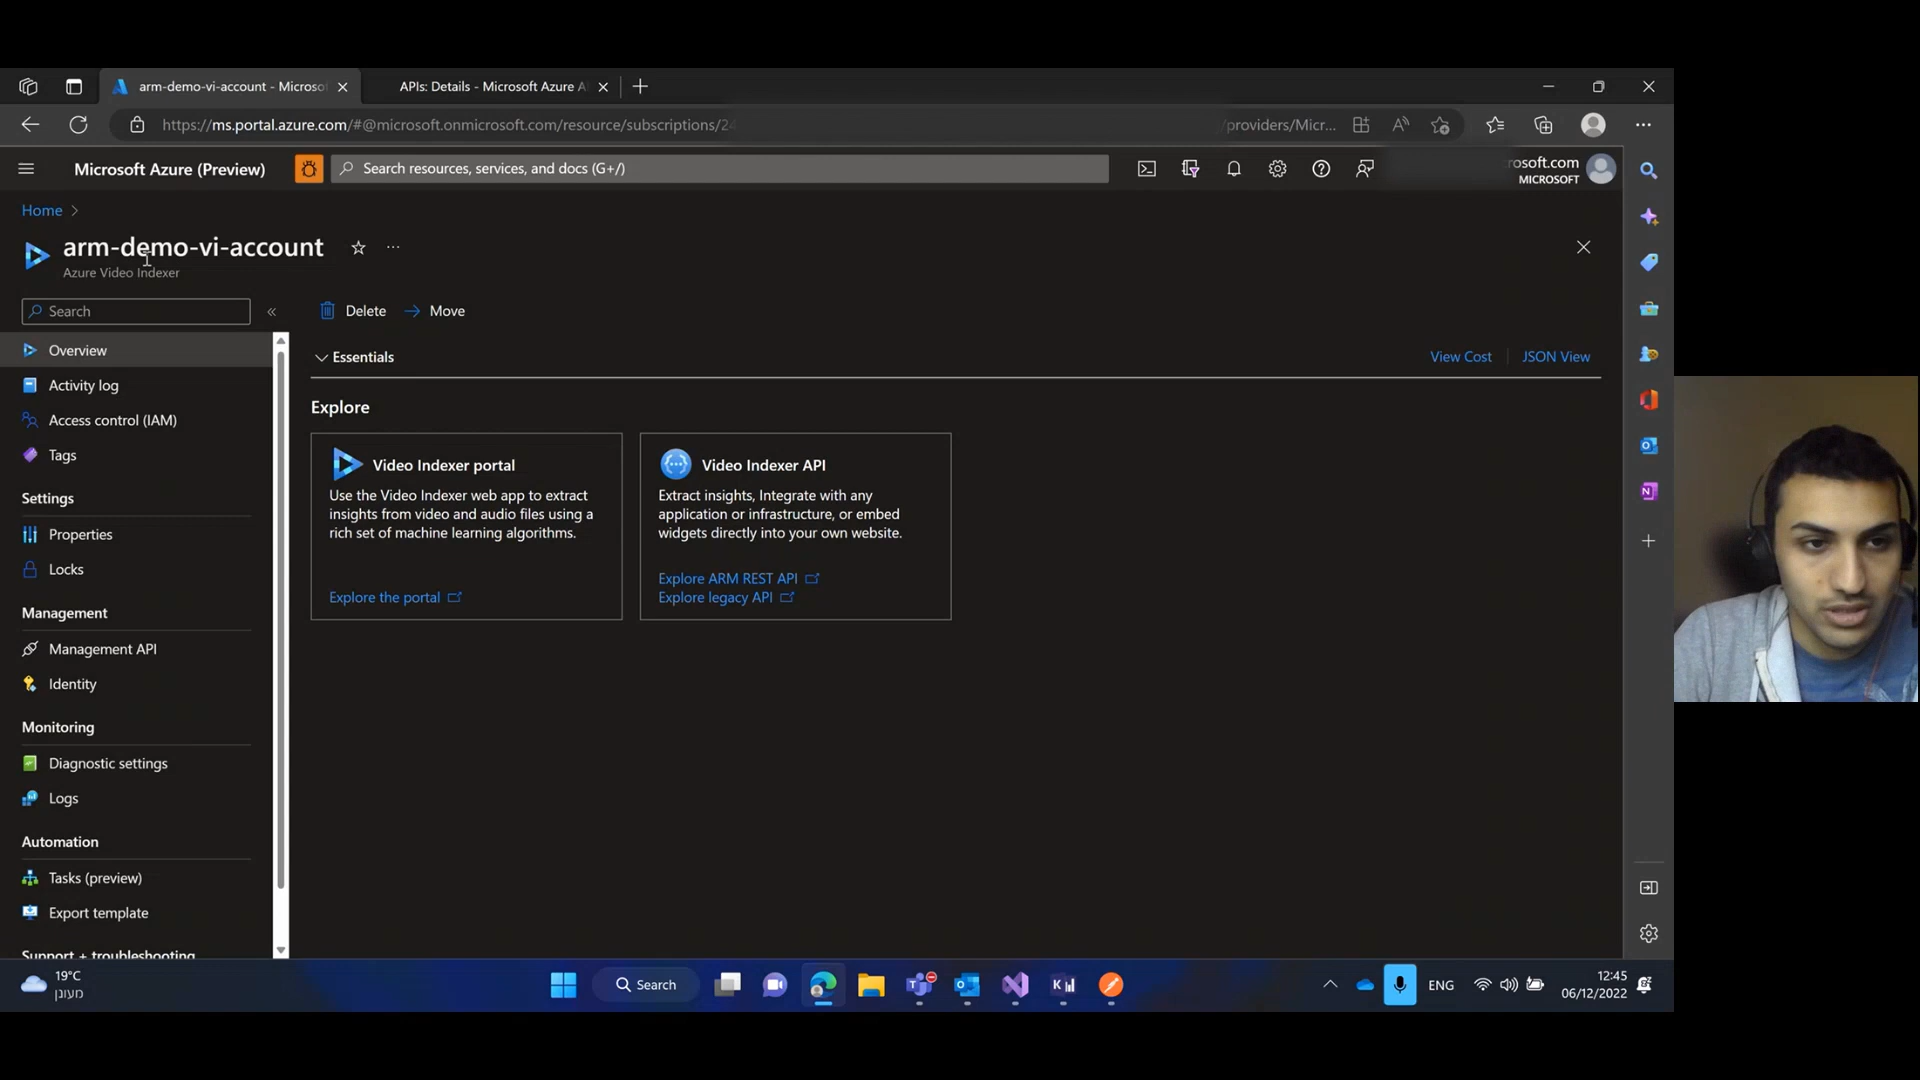 arm-demo-vi-account - Microsof
APIs: Details - Microsoft Azure A
https://ms.portal.azure.com/#@microsoft.onmicrosoft.com/resource/subscriptions/24
/providers/Micr...
Microsoft Azure (Preview)
Search resources, services, and docs (G+/)
rosoft.com
MICROSOFT
Home
arm-demo-vi-account
Azure Video Indexer
Search
Delete
Move
Overview
Activity log
Access control (IAM)
Tags
Settings
Properties
Locks
Management
Management API
Identity
Monitoring
Diagnostic settings
Logs
Automation
Tasks (preview)
Export template
Support + troubleshooting
Essentials
View Cost
JSON View
Explore
Video Indexer portal
Use the Video Indexer web app to extract
insights from video and audio files using a
rich set of machine learning algorithms.
Explore the portal
Video Indexer API
Extract insights, Integrate with any
application or infrastructure, or embed
widgets directly into your own website.
Explore ARM REST API
Explore legacy API
19°C
מעונן
Search
ENG
12:45
06/12/2022